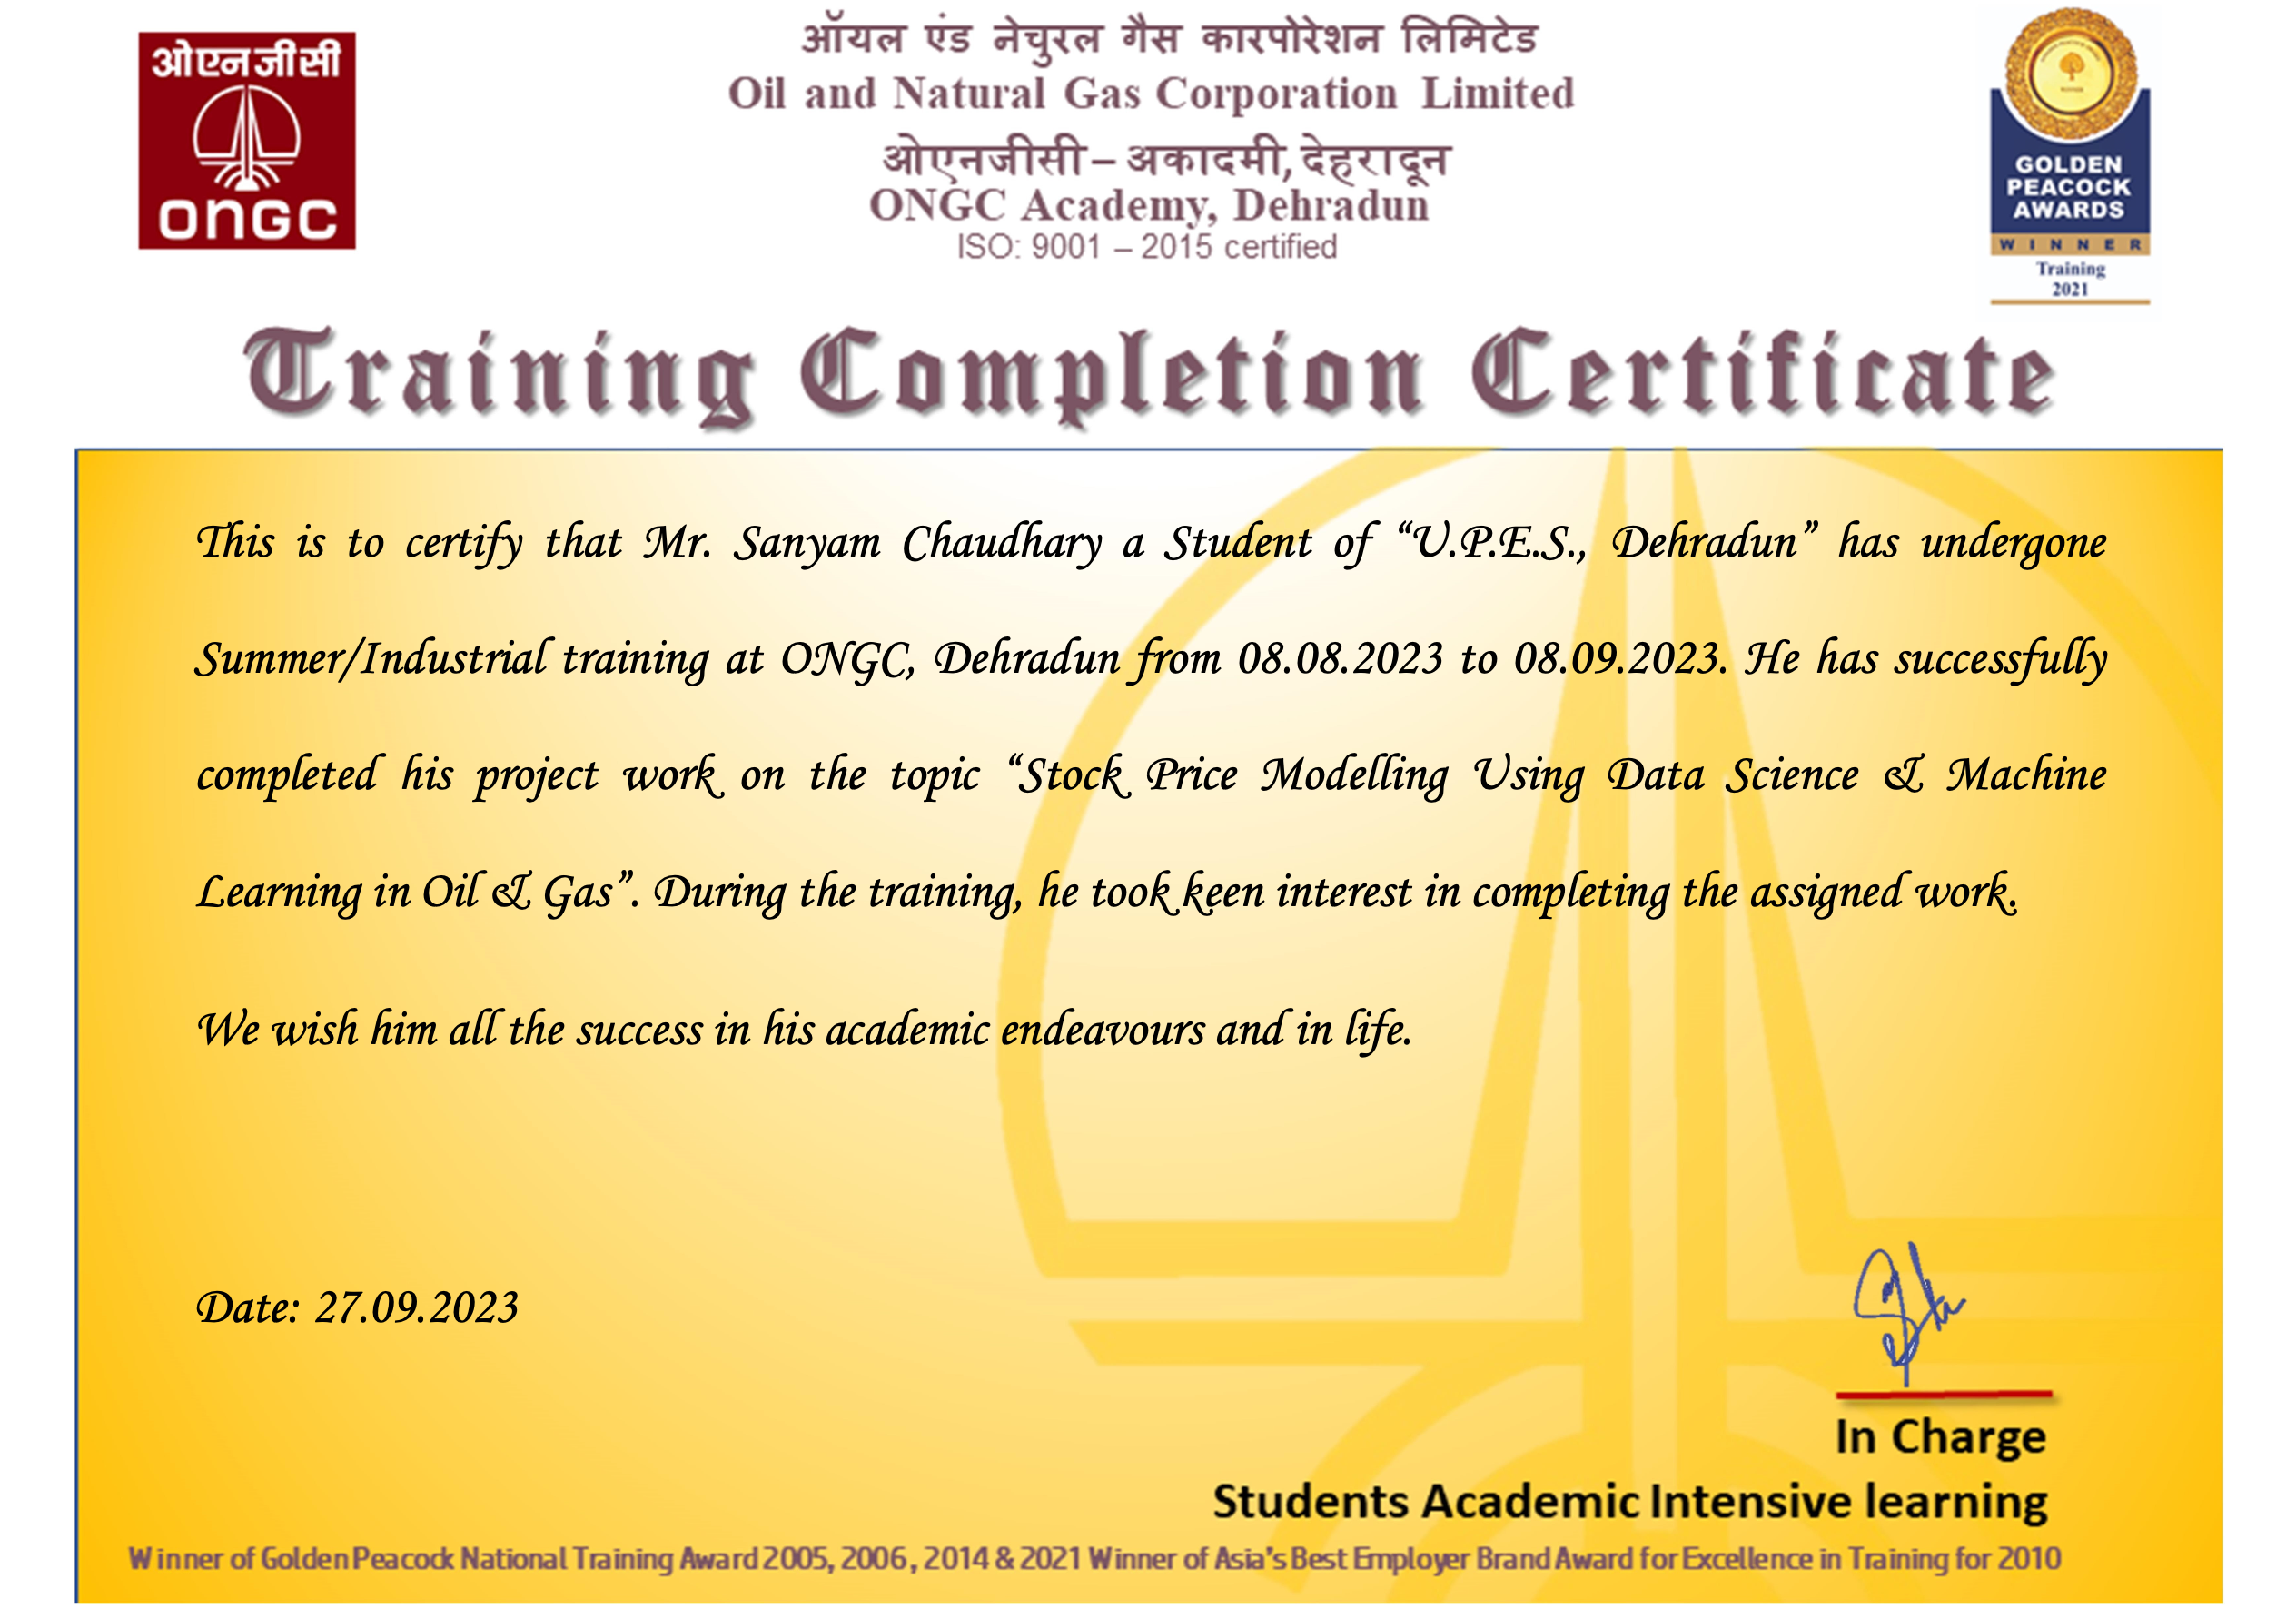 ओएनजीसी
ONGC
ऑयल एंड नेचुरल गैस कारपोरेशन लिमिटेड
Oil and Natural Gas Corporation Limited
ओएनजीसी – अकादमी, देहरादून
ONGC Academy, Dehradun
ISO: 9001 – 2015 certified
GOLDEN
PEACOCK
AWARDS
WINNER
Training
2021
Training Completion Certificate
This is to certify that Mr. Sanyam Chaudhary a Student of “U.P.E.S., Dehradun” has undergone
Summer/Industrial training at ONGC, Dehradun from 08.08.2023 to 08.09.2023. He has successfully
completed his project work on the topic “Stock Price Modelling Using Data Science & Machine
Learning in Oil & Gas”. During the training, he took keen interest in completing the assigned work.
We wish him all the success in his academic endeavours and in life.
Date: 27.09.2023
In Charge
Students Academic Intensive learning
Winner of Golden Peacock National Training Award 2005, 2006, 2014 & 2021 Winner of Asia's Best Employer Brand Award for Excellence in Training for 2010